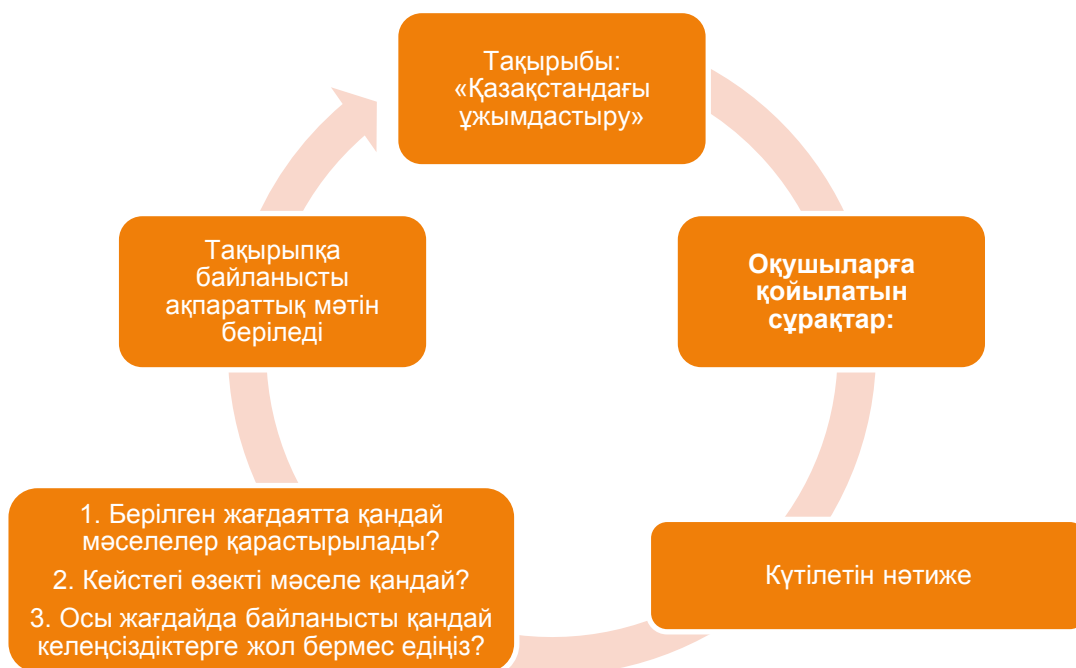 Тақырыбы:
«Қазақстандағы
ұжымдастыру»
Оқушыларға
қойылатын
сұрақтар:
Күтілетін нәтиже
1. Берілген жағдаятта қандай
мәселелер қарастырылады?
2. Кейстегі өзекті мәселе қандай?
3. Осы жағдайда байланысты қандай
келеңсіздіктерге жол бермес едіңіз?
Тақырыпқа
байланысты
ақпараттық мәтін
беріледі